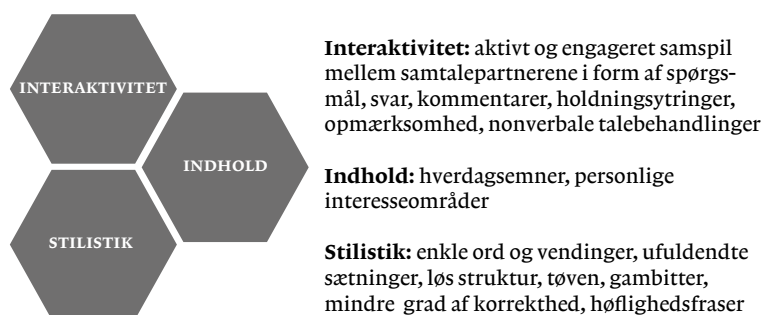 INTERAKTIVITET
INDHOLD
STILISTIK
Interaktivitet: aktivt og engageret samspil
mellem samtalepartnerene i form af spørgs-
mål, svar, kommentarer, holdningsytringer,
opmærksomhed, nonverbale talebehandlinger
Indhold: hverdagsemner, personlige
interesseområder
Stilistik: enkle ord og vendinger, ufuldendte
sætninger, løs struktur, tøven, gambitter,
mindre grad af korrekthed, høflighedsfraser